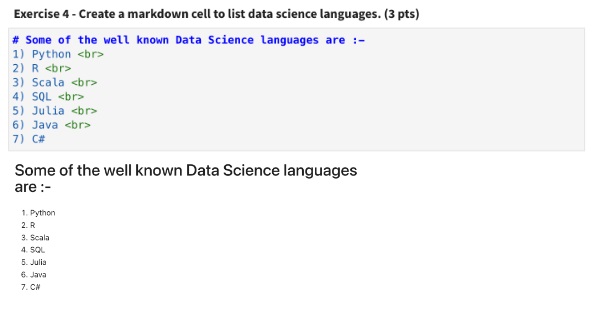 Exercise 4 - Create a markdown cell to list data science languages. (3 pts)
# Some of the well known Data Science languages are :-
1) Python <br>
2) R <br>
3) Scala <br>
4) SQL <br>
5) Julia <br>
6) Java <br>
7) C#
Some of the well known Data Science languages
are :-
1. Python
2. R
3. Scala
4. SQL
5. Julia
6. Java
7. C#